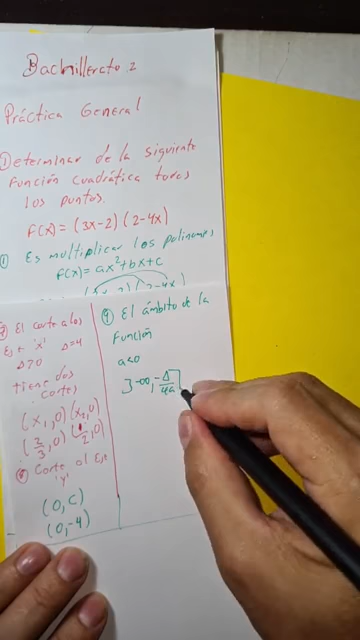 Bachillerato 2
Práctica General
① Determinar de la siguiente
función cuadrática todos
los puntos.
F(x) = (3x-2) (2-4x)
① Es multiplicar los polinomios
f(x) = ax² + bx + c
El corte a los
Ejes 'x' Δ=4
Δ>0
tiene dos
Cortes
(x₁,0) (x₂,0)
(2/3,0) (1/2,0)
⑧ Corte al Eje
'y'
(0,C)
(0,-4)
⑨ El ámbito de la
Función
a<0
]-∞, -Δ/4a]